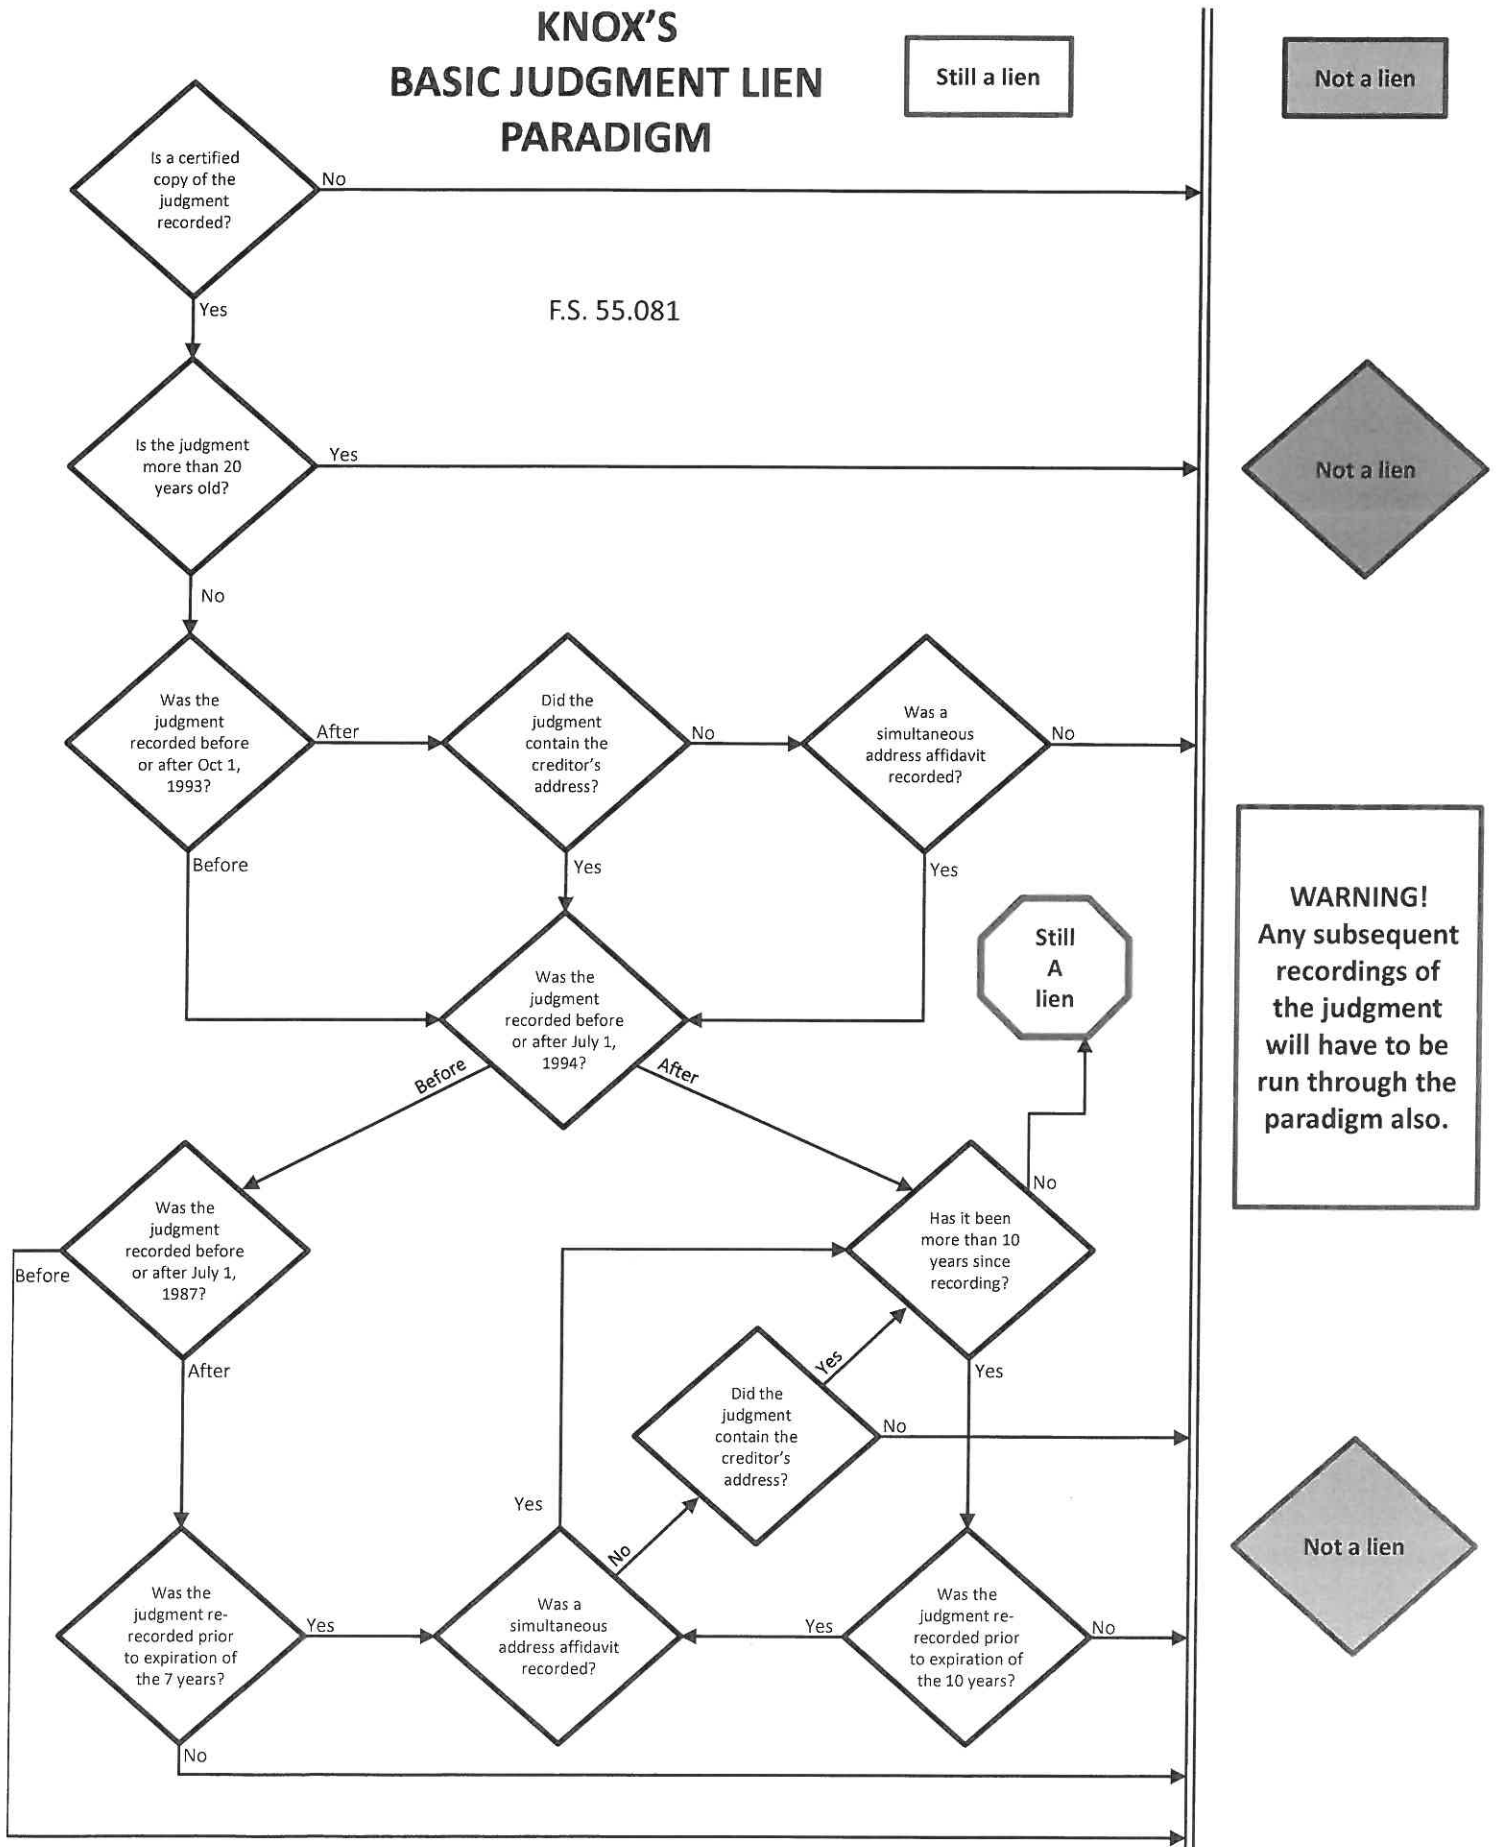 KNOX'S
BASIC JUDGMENT LIEN
PARADIGM
Still a lien
Not a lien
Is a certified
copy of the
judgment
recorded?
No
Yes
F.S. 55.081
Is the judgment
more than 20
years old?
Yes
No
Not a lien
Was the
judgment
recorded before
or after Oct 1,
1993?
After
Before
Did the
judgment
contain the
creditor's
address?
No
Yes
Was a
simultaneous
address affidavit
recorded?
No
Yes
Still
A
lien
WARNING!
Any subsequent
recordings of
the judgment
will have to be
run through the
paradigm also.
Was the
judgment
recorded before
or after July 1,
1994?
Before
After
Was the
judgment
recorded before
or after July 1,
1987?
Before
After
Has it been
more than 10
years since
recording?
No
Yes
Did the
judgment
contain the
creditor's
address?
Yes
No
Not a lien
Was the
judgment re-
recorded prior
to expiration of
the 7 years?
Yes
No
Was a
simultaneous
address affidavit
recorded?
Yes
No
Was the
judgment re-
recorded prior
to expiration of
the 10 years?
Yes
No